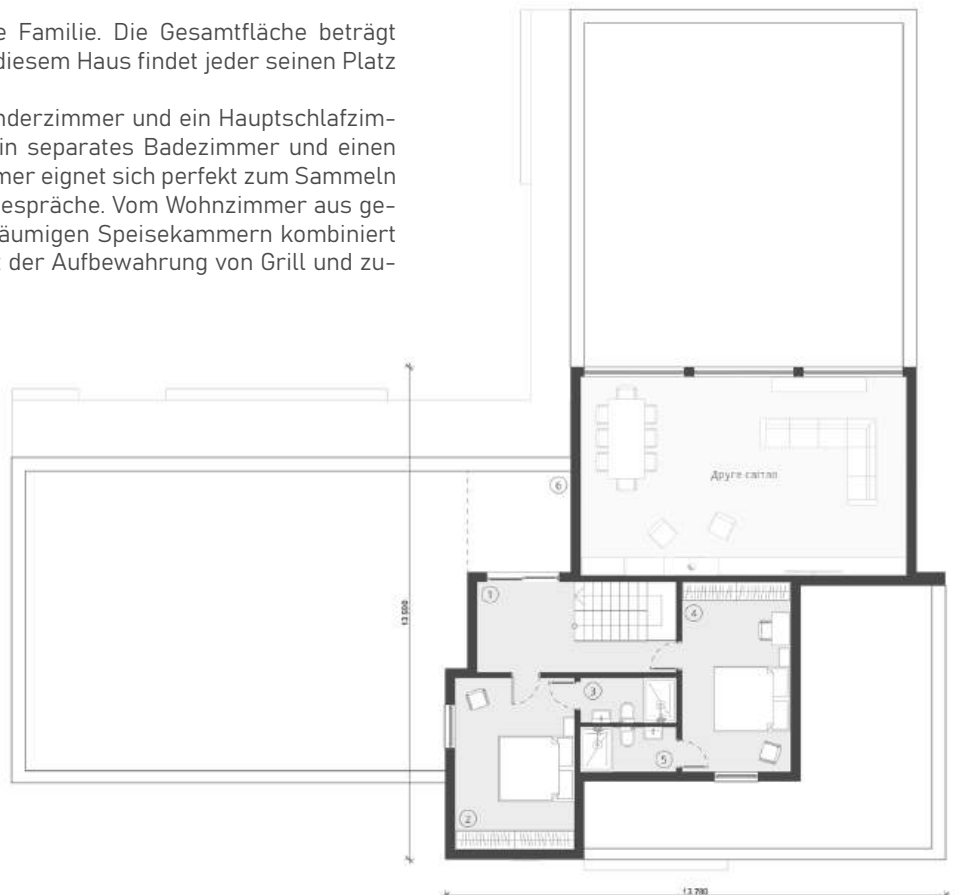 e Familie. Die Gesamtfläche beträgt
diesem Haus findet jeder seinen Platz
nderzimmer und ein Hauptschlafzim-
in separates Badezimmer und einen
mer eignet sich perfekt zum Sammeln
espräche. Vom Wohnzimmer aus ge-
äumigen Speisekammern kombiniert
t der Aufbewahrung von Grill und zu-
6
Друге світло
13.500
1
4
3
5
2
13.780